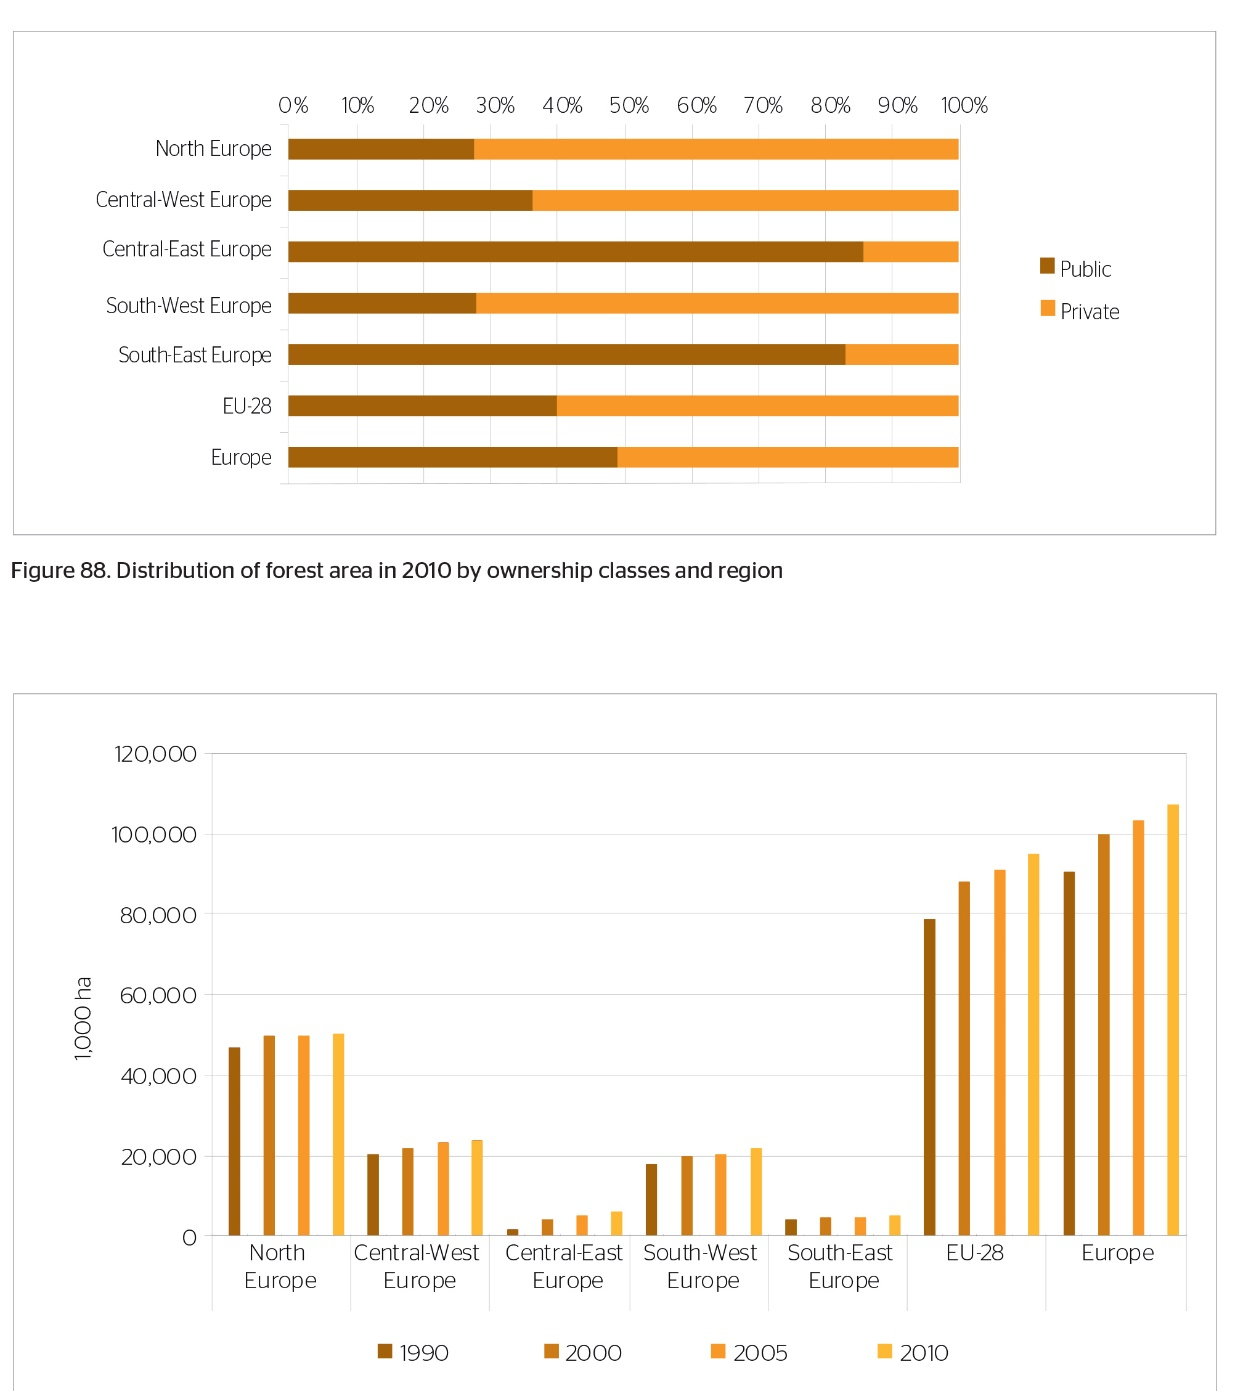 0% 10% 20% 30% 40% 50% 60% 70% 80% 90% 100%
North Europe
Central-West Europe
Central-East Europe
South-West Europe
South-East Europe
EU-28
Europe
Public
Private
Figure 88. Distribution of forest area in 2010 by ownership classes and region
120,000
100,000
80,000
60,000
40,000
20,000
0
1,000 ha
North Europe
Central-West Europe
Central-East Europe
South-West Europe
South-East Europe
EU-28
Europe
1990 2000 2005 2010